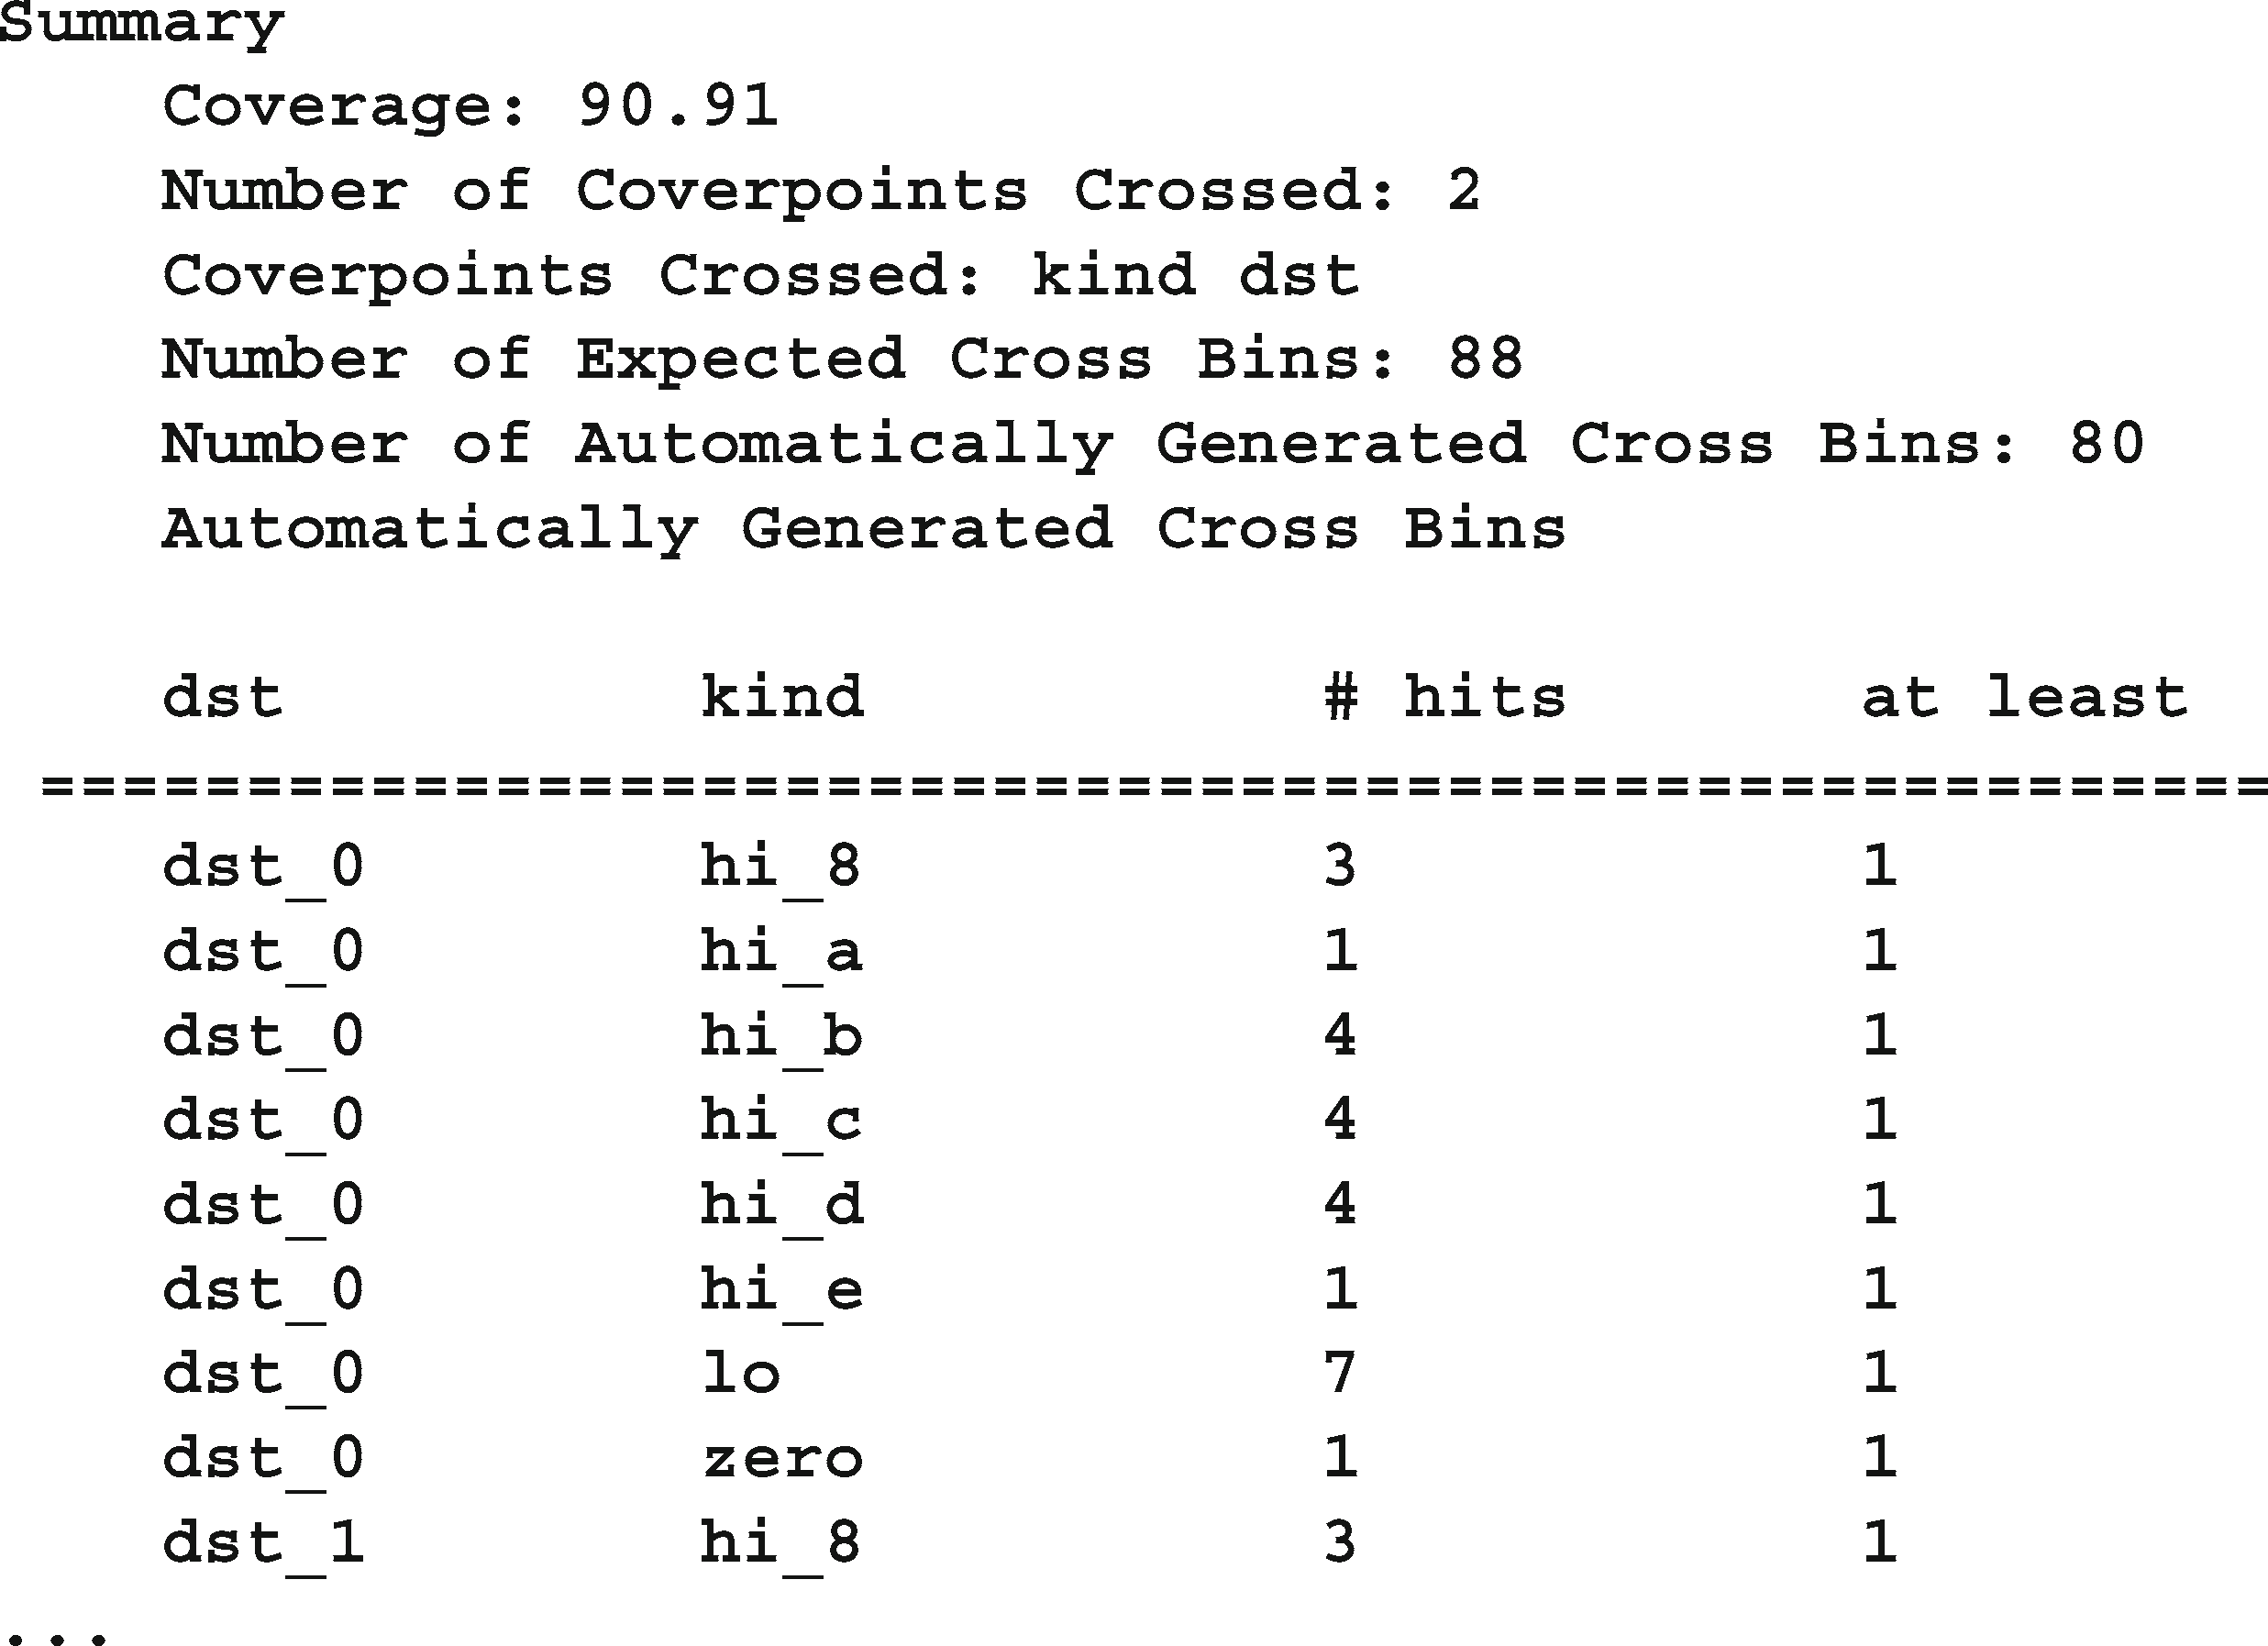 Summary
Coverage: 90.91
Number of Coverpoints Crossed: 2
Coverpoints Crossed: kind dst
Number of Expected Cross Bins: 88
Number of Automatically Generated Cross Bins: 80
Automatically Generated Cross Bins
dst kind # hits at least
======================================================
dst_0 hi_8 3 1
dst_0 hi_a 1 1
dst_0 hi_b 4 1
dst_0 hi_c 4 1
dst_0 hi_d 4 1
dst_0 hi_e 1 1
dst_0 lo 7 1
dst_0 zero 1 1
dst_1 hi_8 3 1
...